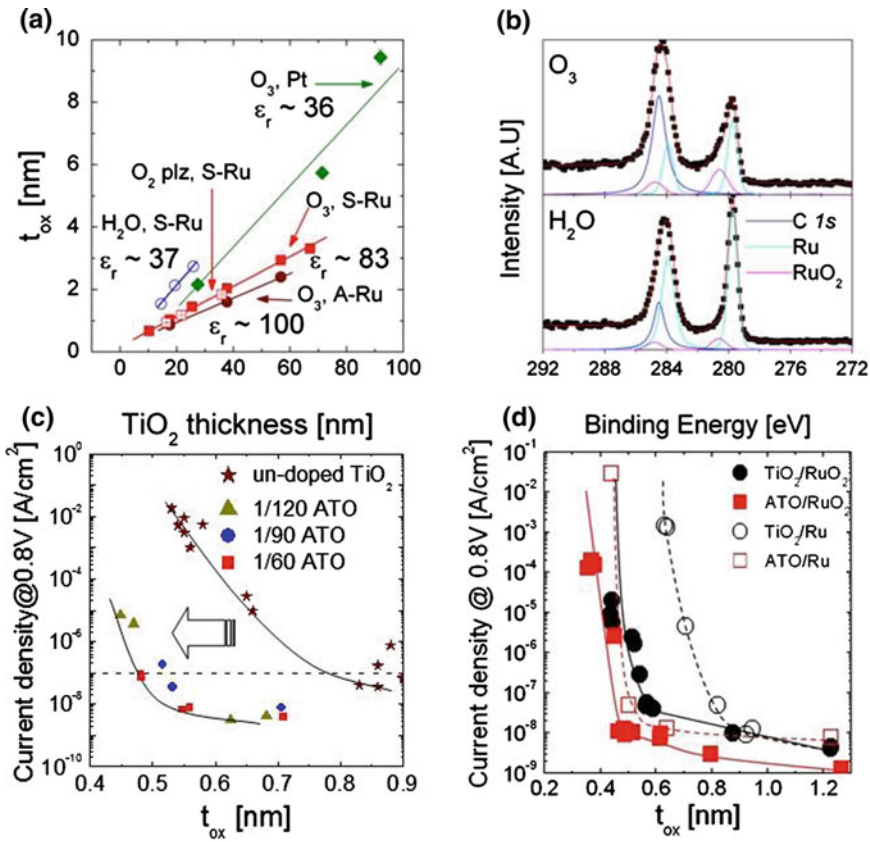 (a)
10
8
6
4
2
0
t_ox [nm]
O₃, Pt
ε_r ~ 36
O₂ plz, S-Ru
H₂O, S-Ru
ε_r ~ 37
O₃, S-Ru
ε_r ~ 83
O₃, A-Ru
ε_r ~ 100
0 20 40 60 80 100
TiO₂ thickness [nm]
(b)
Intensity [A.U]
O₃
H₂O
C 1s
Ru
RuO₂
292 288 284 280 276 272
Binding Energy [eV]
(c)
Current density@0.8V [A/cm²]
10⁰
10⁻²
10⁻⁴
10⁻⁶
10⁻⁸
10⁻¹⁰
un-doped TiO₂
1/120 ATO
1/90 ATO
1/60 ATO
0.4 0.5 0.6 0.7 0.8 0.9
t_ox [nm]
(d)
Current density @ 0.8V [A/cm²]
10⁻¹
10⁻²
10⁻³
10⁻⁴
10⁻⁵
10⁻⁶
10⁻⁷
10⁻⁸
10⁻⁹
TiO₂/RuO₂
ATO/RuO₂
TiO₂/Ru
ATO/Ru
0.2 0.4 0.6 0.8 1.0 1.2
t_ox [nm]